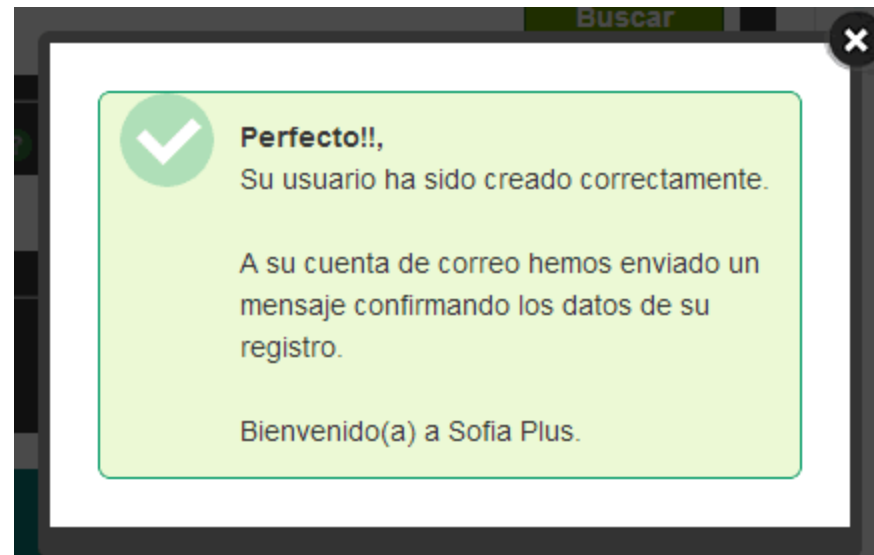 Buscar
Perfecto!!,
Su usuario ha sido creado correctamente.
A su cuenta de correo hemos enviado un
mensaje confirmando los datos de su
registro.
Bienvenido(a) a Sofia Plus.